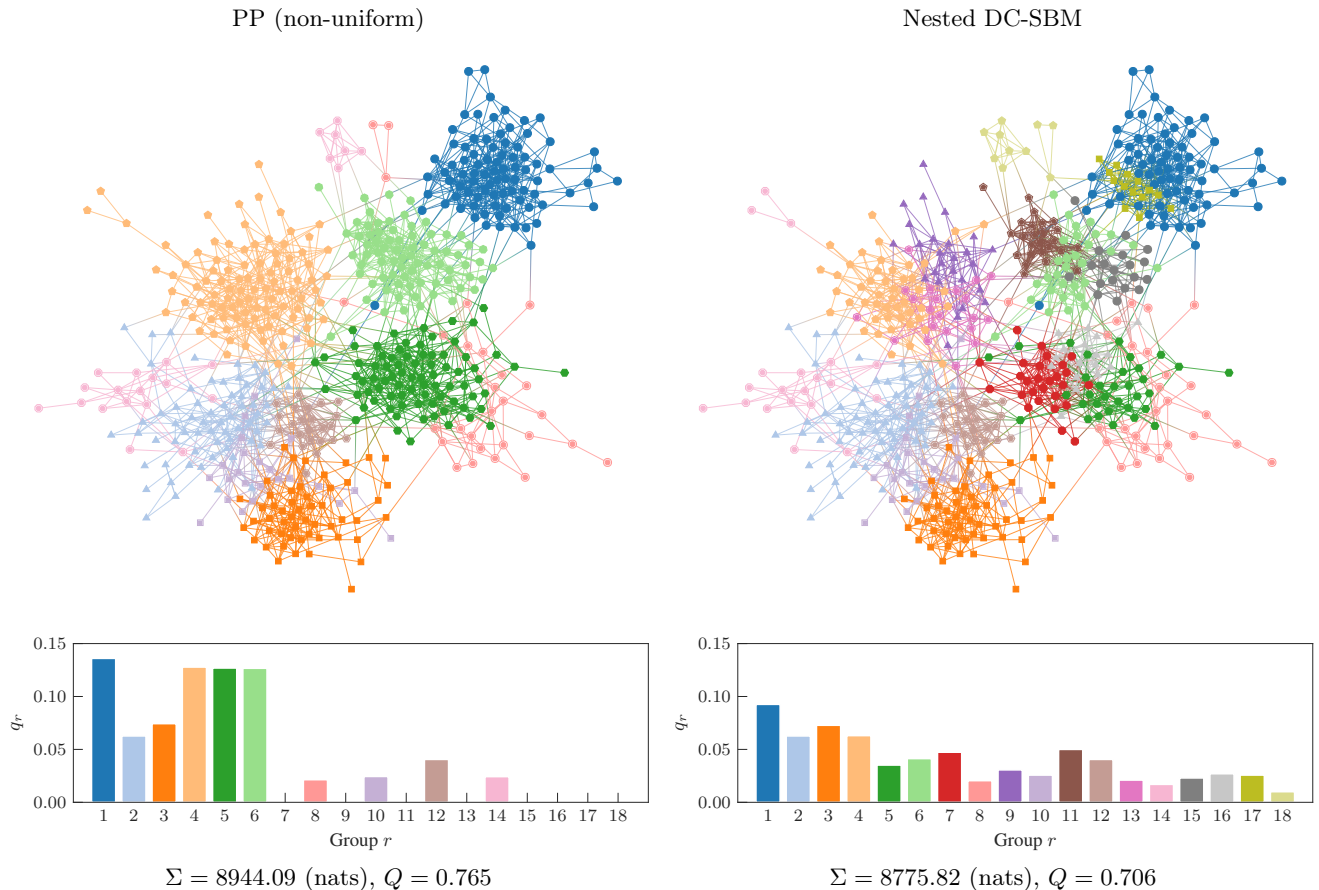 PP (non-uniform)
Nested DC-SBM
0.15
0.10
0.05
0.00
q_r
1 2 3 4 5 6 7 8 9 10 11 12 13 14 15 16 17 18
Group r
Σ = 8944.09 (nats), Q = 0.765
0.15
0.10
0.05
0.00
q_r
1 2 3 4 5 6 7 8 9 10 11 12 13 14 15 16 17 18
Group r
Σ = 8775.82 (nats), Q = 0.706